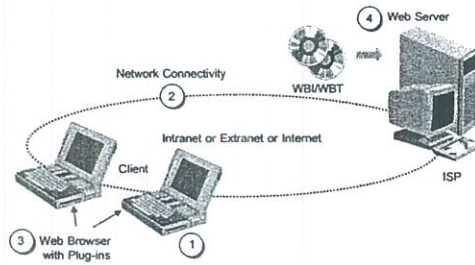 4 Web Server
WBI/WBT
Network Connectivity
2
Intranet or Extranet or Internet
ISP
Client
3 Web Browser
with Plug-ins
1